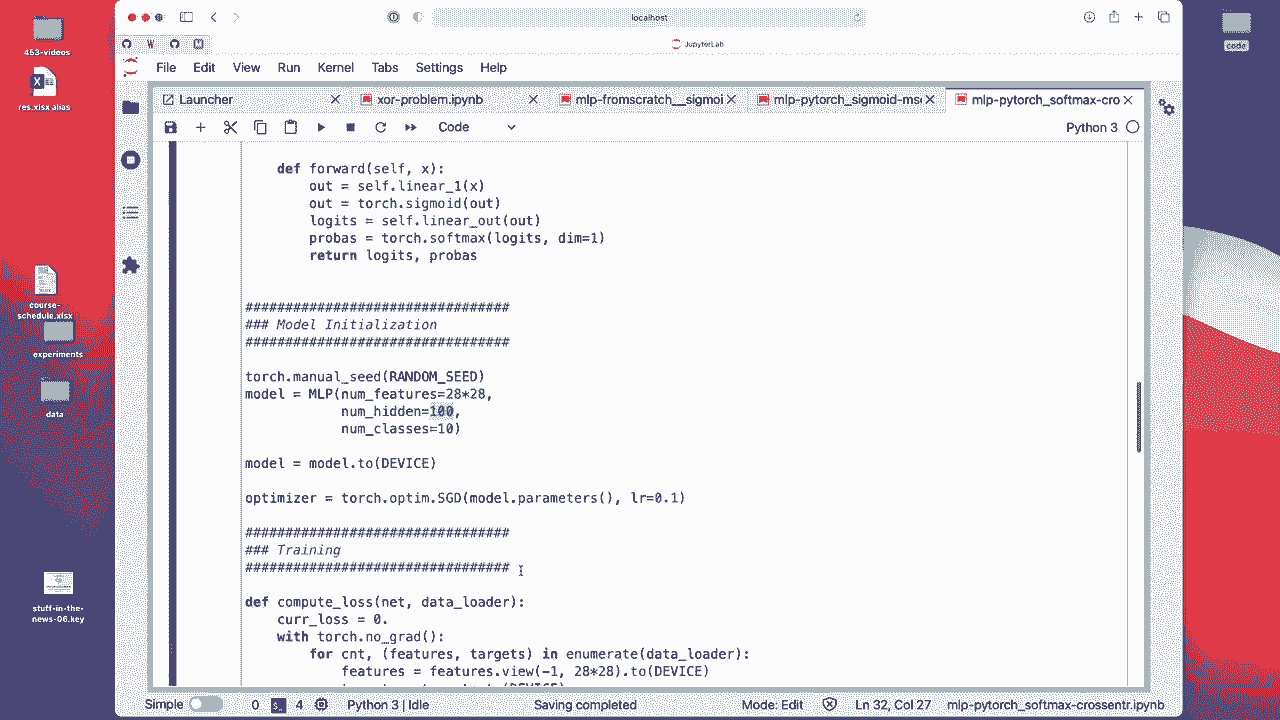 localhost
JupyterLab
File Edit View Run Kernel Tabs Settings Help
Launcher xor-problem.ipynb mlp-fromscratch__sigmoi mlp-pytorch_sigmoid-ms mlp-pytorch_softmax-cro
Code Python 3
def forward(self, x):
out = self.linear_1(x)
out = torch.sigmoid(out)
logits = self.linear_out(out)
probas = torch.softmax(logits, dim=1)
return logits, probas
#################################
### Model Initialization
#################################
torch.manual_seed(RANDOM_SEED)
model = MLP(num_features=28*28,
num_hidden=100,
num_classes=10)
model = model.to(DEVICE)
optimizer = torch.optim.SGD(model.parameters(), lr=0.1)
#################################
### Training
#################################
def compute_loss(net, data_loader):
curr_loss = 0.
with torch.no_grad():
for cnt, (features, targets) in enumerate(data_loader):
features = features.view(-1, 28*28).to(DEVICE)
Simple 0 4 Python 3 | Idle Saving completed Mode: Edit Ln 32, Col 27 mlp-pytorch_softmax-crossentr.ipynb
453-videos
res.xlsx alias
course-
schedule.xlsx
experiments
data
stuff-in-the-
news-06.key
code